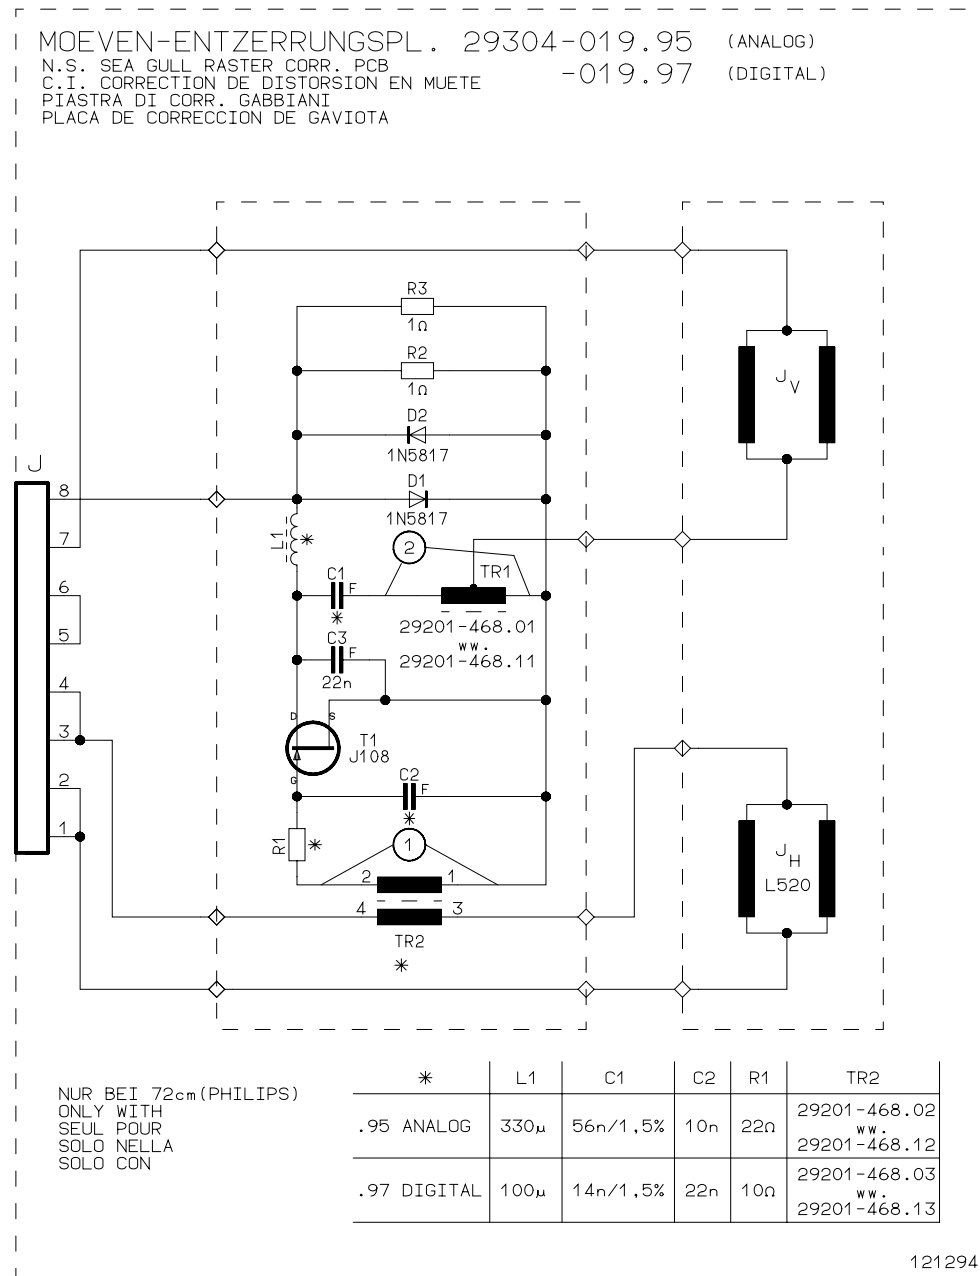 MOEVEN-ENTZERRUNGSPL. 29304-019.95 (ANALOG)
-019.97 (DIGITAL)
N.S. SEA GULL RASTER CORR. PCB
C.I. CORRECTION DE DISTORSION EN MUETE
PIASTRA DI CORR. GABBIANI
PLACA DE CORRECCION DE GAVIOTA
R3
1Ω
R2
1Ω
D2
1N5817
D1
1N5817
J
8
7
6
5
4
3
2
1
L1 *
2
C1 F
*
TR1
29201-468.01
ww.
29201-468.11
C3 F
22n
D S
T1
J108
G
C2 F
*
R1 *
1
2 1
4 3
TR2
*
J V
J H
L520
NUR BEI 72cm(PHILIPS)
ONLY WITH
SEUL POUR
SOLO NELLA
SOLO CON
* L1 C1 C2 R1 TR2
.95 ANALOG 330µ 56n/1,5% 10n 22Ω 29201-468.02
ww.
29201-468.12
.97 DIGITAL 100µ 14n/1,5% 22n 10Ω 29201-468.03
ww.
29201-468.13
121294